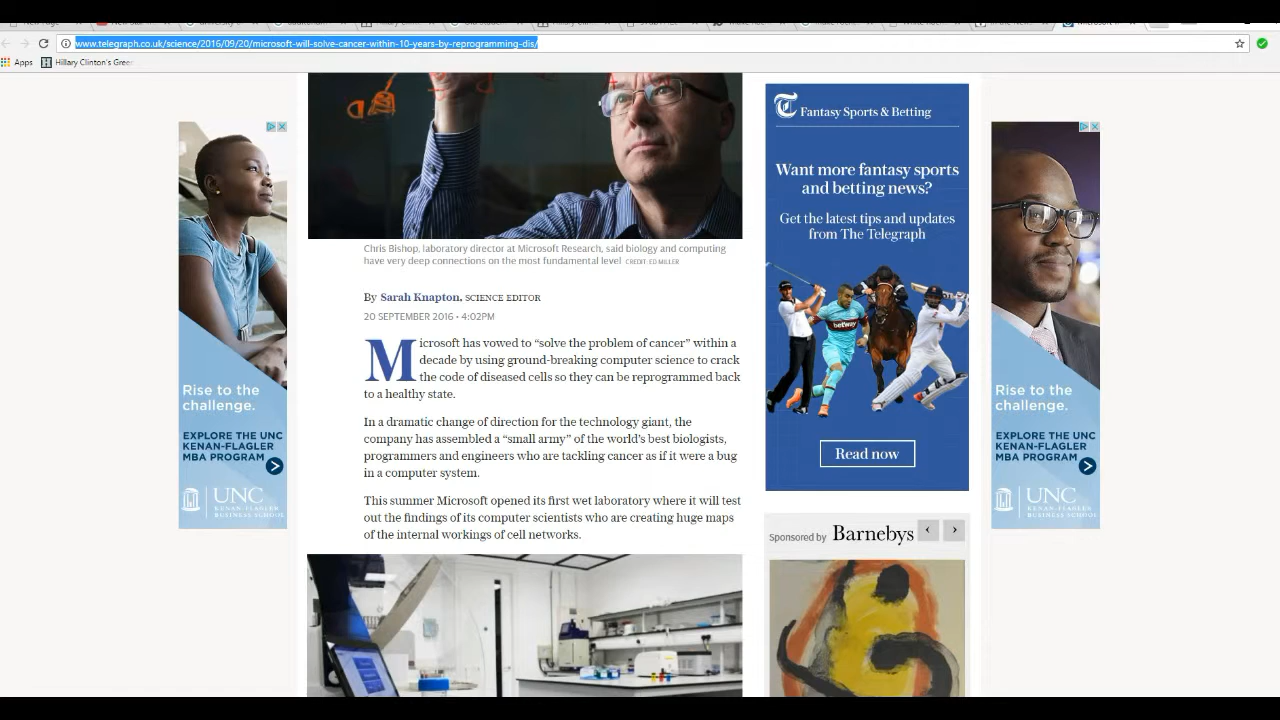 www.telegraph.co.uk/science/2016/09/20/microsoft-will-solve-cancer-within-10-years-by-reprogramming-dis/
Apps
Hillary Clinton's Gree
Chris Bishop, laboratory director at Microsoft Research, said biology and computing
have very deep connections on the most fundamental level CREDIT: ED MILLER
By Sarah Knapton, SCIENCE EDITOR
20 SEPTEMBER 2016 • 4:02PM
Microsoft has vowed to “solve the problem of cancer” within a
decade by using ground-breaking computer science to crack
the code of diseased cells so they can be reprogrammed back
to a healthy state.
In a dramatic change of direction for the technology giant, the
company has assembled a “small army” of the world’s best biologists,
programmers and engineers who are tackling cancer as if it were a bug
in a computer system.
This summer Microsoft opened its first wet laboratory where it will test
out the findings of its computer scientists who are creating huge maps
of the internal workings of cell networks.
Rise to the
challenge.
EXPLORE THE UNC
KENAN-FLAGLER
MBA PROGRAM
UNC
KENAN-FLAGLER
BUSINESS SCHOOL
T Fantasy Sports & Betting
Want more fantasy sports
and betting news?
Get the latest tips and updates
from The Telegraph
betway
Read now
Sponsored by Barnebys
Rise to the
challenge.
EXPLORE THE UNC
KENAN-FLAGLER
MBA PROGRAM
UNC
KENAN-FLAGLER
BUSINESS SCHOOL